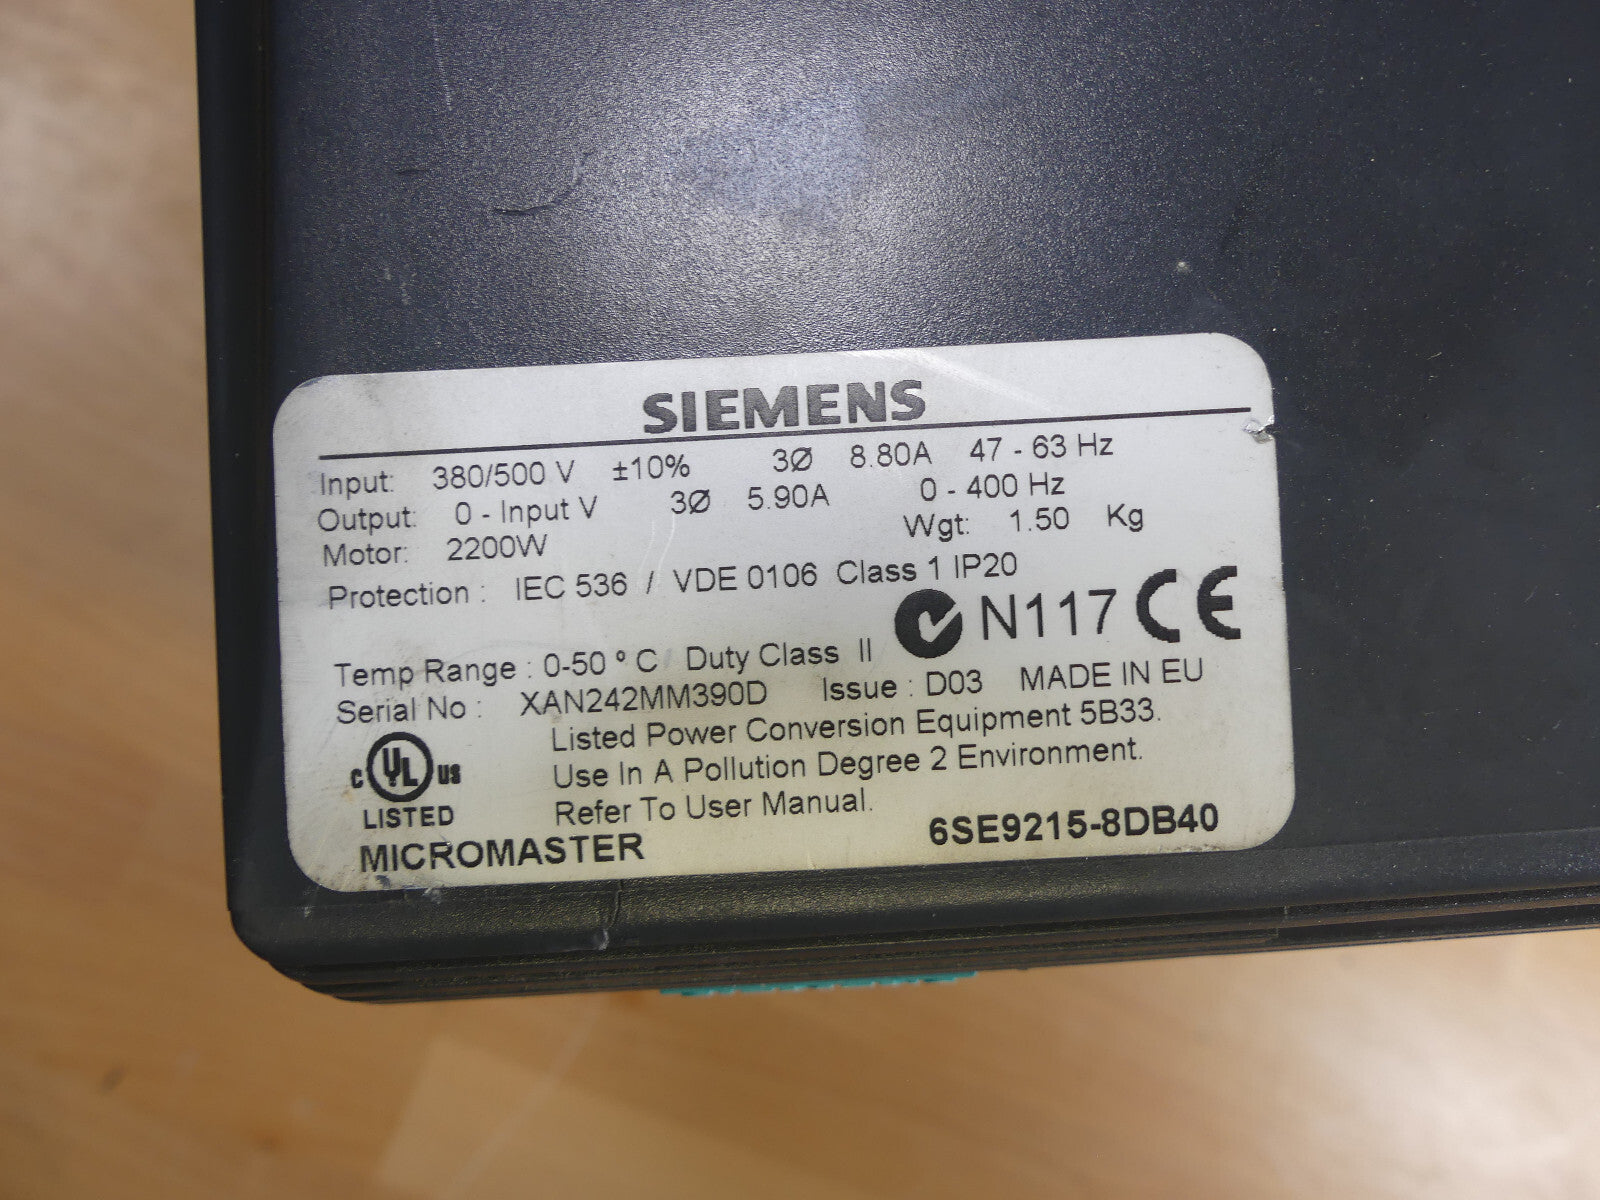 SIEMENS
Input: 380/500 V ±10% 3Ø 8.80A 47 - 63 Hz
Output: 0 - Input V 3Ø 5.90A 0 - 400 Hz
Motor: 2200W Wgt: 1.50 Kg
Protection : IEC 536 / VDE 0106 Class 1 IP20
N117 CE
Temp Range : 0-50 ° C Duty Class II
Serial No : XAN242MM390D Issue : D03 MADE IN EU
Listed Power Conversion Equipment 5B33.
c UL us Use In A Pollution Degree 2 Environment.
LISTED Refer To User Manual.
MICROMASTER 6SE9215-8DB40